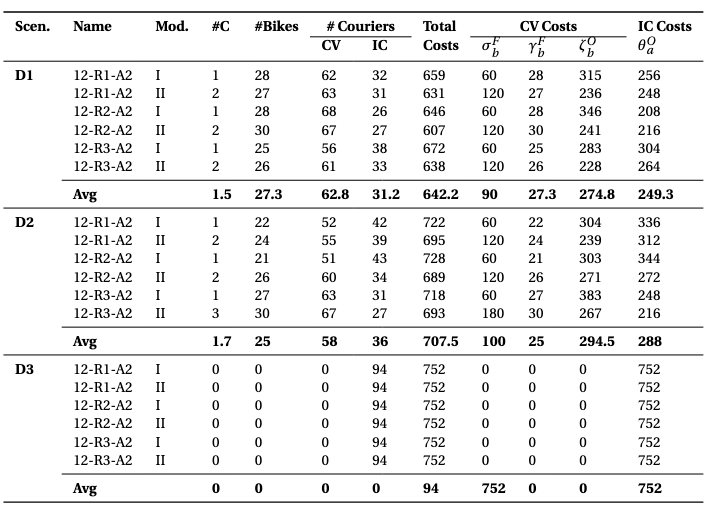 Scen. Name Mod. #C #Bikes # Couriers Total CV Costs IC Costs
CV IC Costs σ_b^F γ_b^F ζ_b^O θ_a^O
D1 12-R1-A2 I 1 28 62 32 659 60 28 315 256
12-R1-A2 II 2 27 63 31 631 120 27 236 248
12-R2-A2 I 1 28 68 26 646 60 28 346 208
12-R2-A2 II 2 30 67 27 607 120 30 241 216
12-R3-A2 I 1 25 56 38 672 60 25 283 304
12-R3-A2 II 2 26 61 33 638 120 26 228 264
Avg 1.5 27.3 62.8 31.2 642.2 90 27.3 274.8 249.3
D2 12-R1-A2 I 1 22 52 42 722 60 22 304 336
12-R1-A2 II 2 24 55 39 695 120 24 239 312
12-R2-A2 I 1 21 51 43 728 60 21 303 344
12-R2-A2 II 2 26 60 34 689 120 26 271 272
12-R3-A2 I 1 27 63 31 718 60 27 383 248
12-R3-A2 II 3 30 67 27 693 180 30 267 216
Avg 1.7 25 58 36 707.5 100 25 294.5 288
D3 12-R1-A2 I 0 0 0 94 752 0 0 0 752
12-R1-A2 II 0 0 0 94 752 0 0 0 752
12-R2-A2 I 0 0 0 94 752 0 0 0 752
12-R2-A2 II 0 0 0 94 752 0 0 0 752
12-R3-A2 I 0 0 0 94 752 0 0 0 752
12-R3-A2 II 0 0 0 94 752 0 0 0 752
Avg 0 0 0 0 94 752 0 0 752